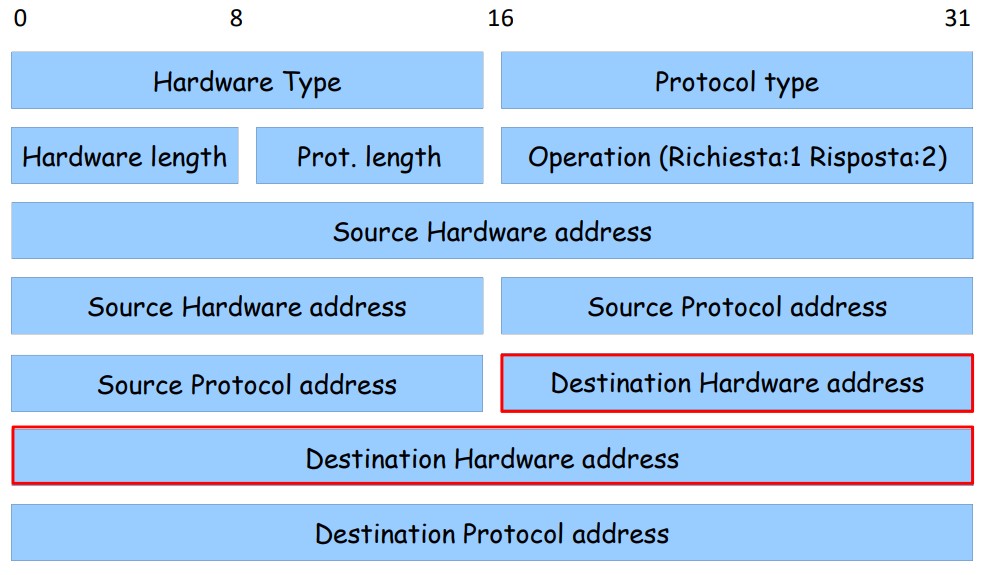 0 8 16 31
Hardware Type Protocol type
Hardware length Prot. length Operation (Richiesta:1 Risposta:2)
Source Hardware address
Source Hardware address Source Protocol address
Source Protocol address Destination Hardware address
Destination Hardware address
Destination Protocol address